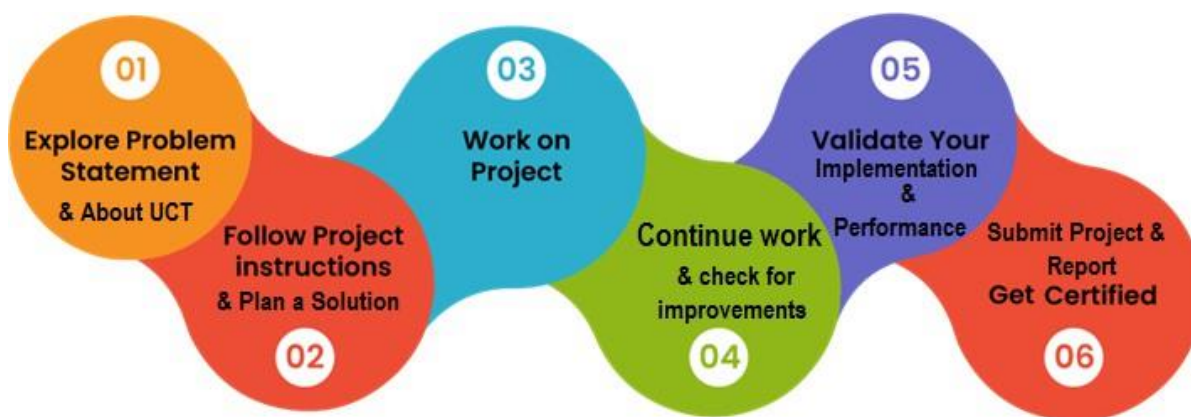 01
Explore Problem
Statement
& About UCT
Follow Project
instructions
& Plan a Solution
02
03
Work on
Project
Continue work
& check for
improvements
04
05
Validate Your
Implementation
&
Performance
Submit Project &
Report
Get Certified
06